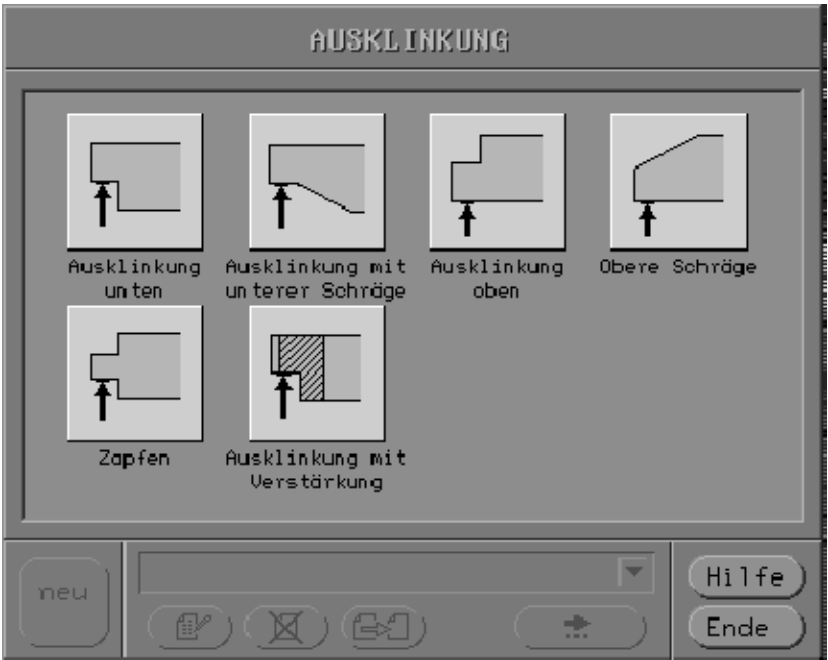 AUSKLINKUNG
Ausklinkung
unten
Ausklinkung mit
unterer Schräge
Ausklinkung
oben
Obere Schräge
Zapfen
Ausklinkung mit
Verstärkung
neu
Hilfe
Ende